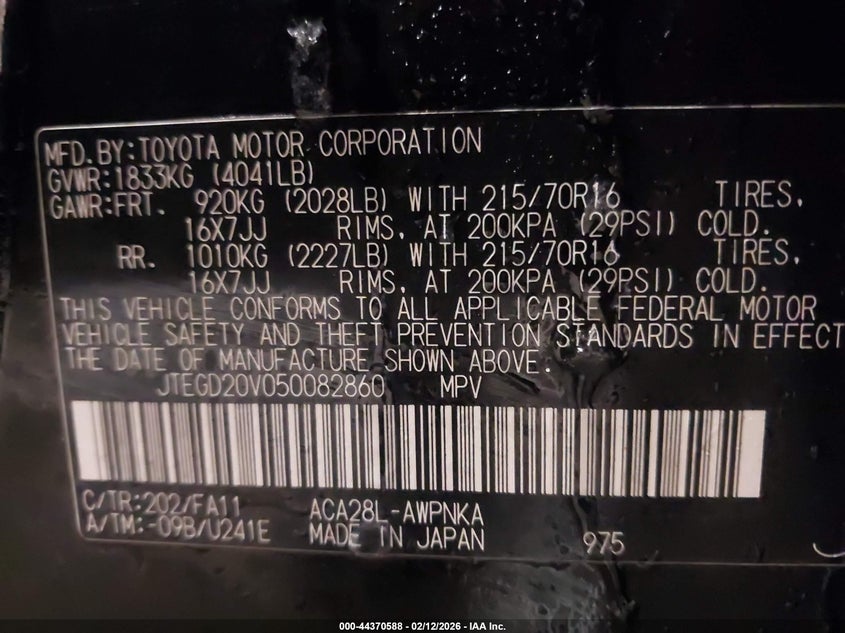 MFD.BY:TOYOTA MOTOR CORPORATION
GVWR:1833KG (4041LB)
GAWR:FRT. 920KG (2028LB) WITH 215/70R16 TIRES,
16X7JJ RIMS, AT 200KPA (29PSI) COLD.
RR. 1010KG (2227LB) WITH 215/70R16 TIRES,
16X7JJ RIMS, AT 200KPA (29PSI) COLD.
THIS VEHICLE CONFORMS TO ALL APPLICABLE FEDERAL MOTOR
VEHICLE SAFETY AND THEFT PREVENTION STANDARDS IN EFFECT
THE DATE OF MANUFACTURE SHOWN ABOVE.
JTEGD20V050082860 MPV
C/TR:202/FA11 ACA28L-AWPNKA
A/TM:-09B/U241E MADE IN JAPAN 975
000-44370588 - 02/12/2026 - IAA Inc.